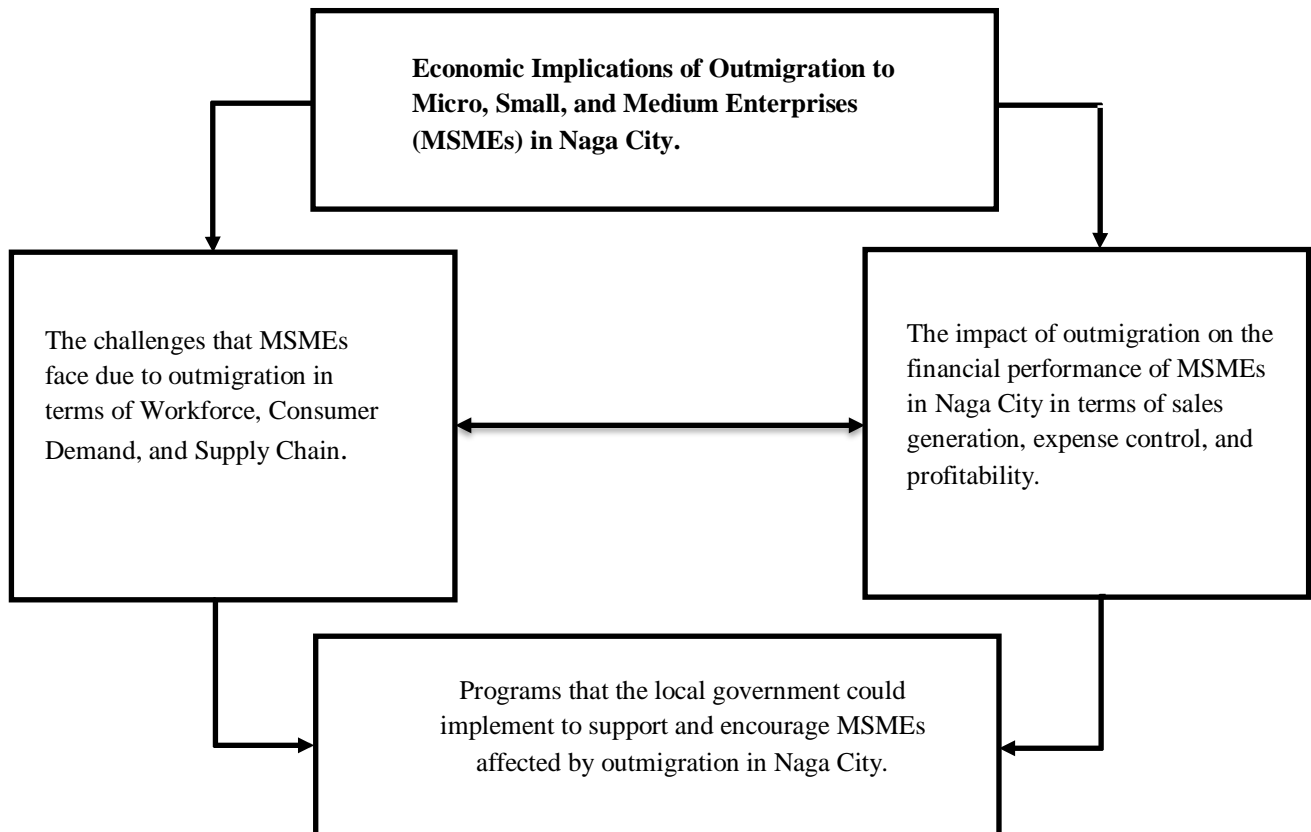 Economic Implications of Outmigration to
Micro, Small, and Medium Enterprises
(MSMEs) in Naga City.
The challenges that MSMEs
face due to outmigration in
terms of Workforce, Consumer
Demand, and Supply Chain.
The impact of outmigration on the
financial performance of MSMEs
in Naga City in terms of sales
generation, expense control, and
profitability.
Programs that the local government could
implement to support and encourage MSMEs
affected by outmigration in Naga City.